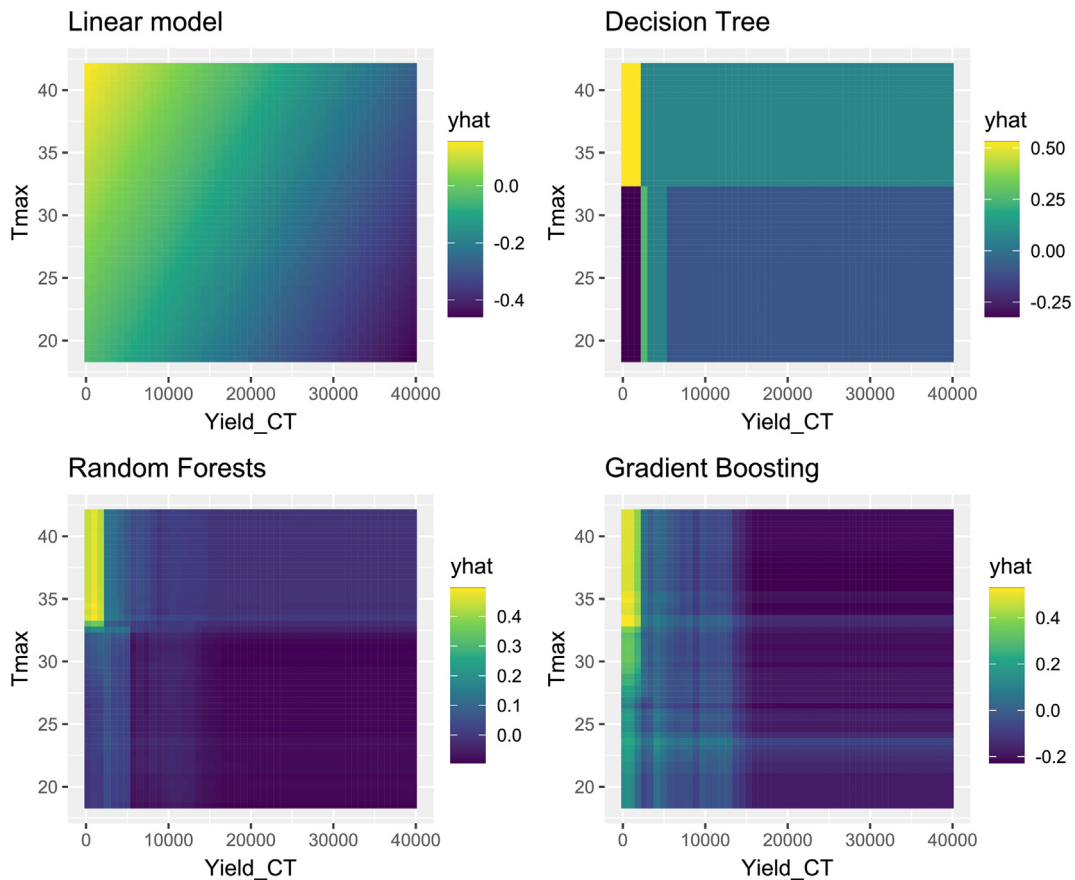 Linear model
Tmax
40
35
30
25
20
0 10000 20000 30000 40000
Yield_CT
yhat
0.0
-0.2
-0.4
Decision Tree
Tmax
40
35
30
25
20
0 10000 20000 30000 40000
Yield_CT
yhat
0.50
0.25
0.00
-0.25
Random Forests
Tmax
40
35
30
25
20
0 10000 20000 30000 40000
Yield_CT
yhat
0.4
0.3
0.2
0.1
0.0
Gradient Boosting
Tmax
40
35
30
25
20
0 10000 20000 30000 40000
Yield_CT
yhat
0.4
0.2
0.0
-0.2